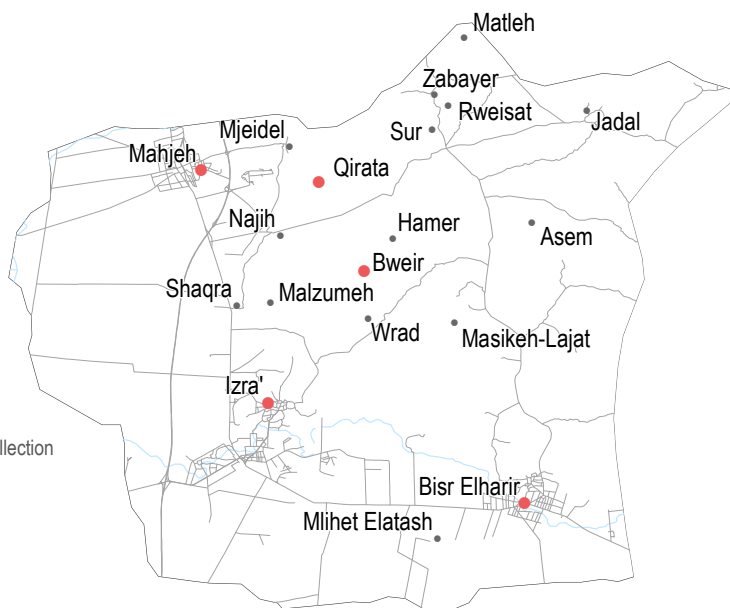 Matleh
Zabayer
Rweisat
Jadal
Sur
Mjeidel
Mahjeh
Qirata
Najih
Hamer
Asem
Bweir
Shaqra
Malzumeh
Wrad
Masikeh-Lajat
Izra'
llection
Bisr Elharir
Mlihet Elatash